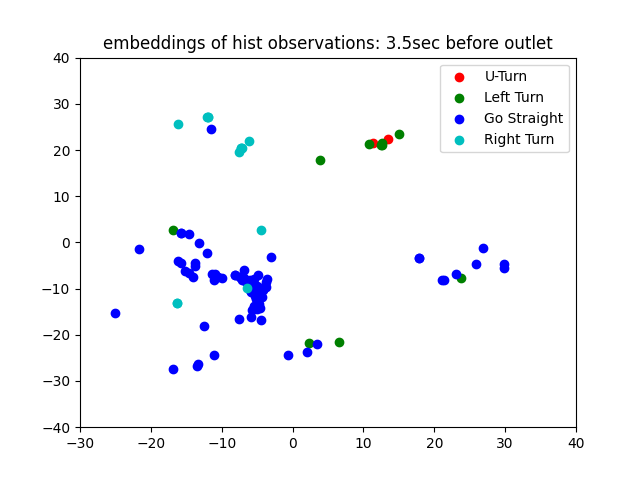 embeddings of hist observations: 3.5sec before outlet
U-Turn
Left Turn
Go Straight
Right Turn
40
30
20
10
0
−10
−20
−30
−40
−30 −20 −10 0 10 20 30 40